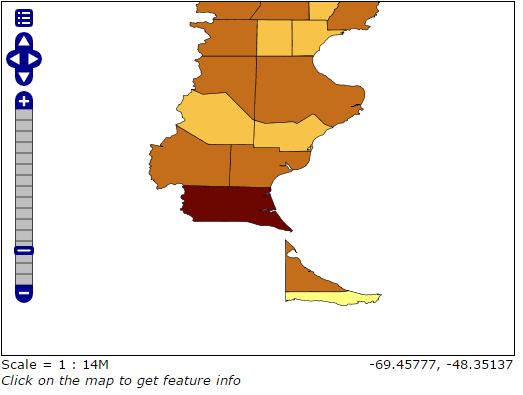 Scale = 1 : 14M
-69.45777, -48.35137
Click on the map to get feature info